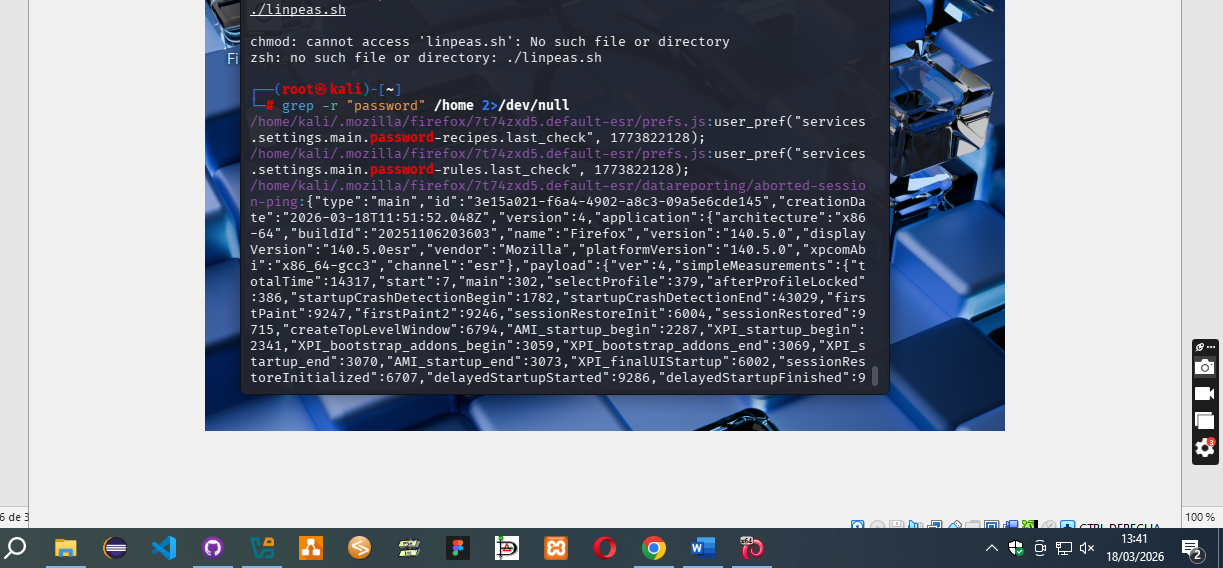 ./linpeas.sh
chmod: cannot access 'linpeas.sh': No such file or directory
zsh: no such file or directory: ./linpeas.sh
Fi
┌──(root㉿kali)-[~]
└─# grep -r "password" /home 2>/dev/null
/home/kali/.mozilla/firefox/7t74zxd5.default-esr/prefs.js:user_pref("services
.settings.main.password-recipes.last_check", 1773822128);
/home/kali/.mozilla/firefox/7t74zxd5.default-esr/prefs.js:user_pref("services
.settings.main.password-rules.last_check", 1773822128);
/home/kali/.mozilla/firefox/7t74zxd5.default-esr/datareporting/aborted-sessio
n-ping:{"type":"main","id":"3e15a021-f6a4-4902-a8c3-09a5e6cde145","creationDa
te":"2026-03-18T11:51:52.048Z","version":4,"application":{"architecture":"x86
-64","buildId":"20251106203603","name":"Firefox","version":"140.5.0","display
Version":"140.5.0esr","vendor":"Mozilla","platformVersion":"140.5.0","xpcomAb
i":"x86_64-gcc3","channel":"esr"},"payload":{"ver":4,"simpleMeasurements":{"t
otalTime":14317,"start":7,"main":302,"selectProfile":379,"afterProfileLocked"
:386,"startupCrashDetectionBegin":1782,"startupCrashDetectionEnd":43029,"firs
tPaint":9247,"firstPaint2":9246,"sessionRestoreInit":6004,"sessionRestored":9
715,"createTopLevelWindow":6794,"AMI_startup_begin":2287,"XPI_startup_begin":
2341,"XPI_bootstrap_addons_begin":3059,"XPI_bootstrap_addons_end":3069,"XPI_s
tartup_end":3070,"AMI_startup_end":3073,"XPI_finalUIStartup":6002,"sessionRes
toreInitialized":6707,"delayedStartupStarted":9286,"delayedStartupFinished":9
3
6 de 3
100 %
CTRL DERECHA
x64
13:41
18/03/2026
2